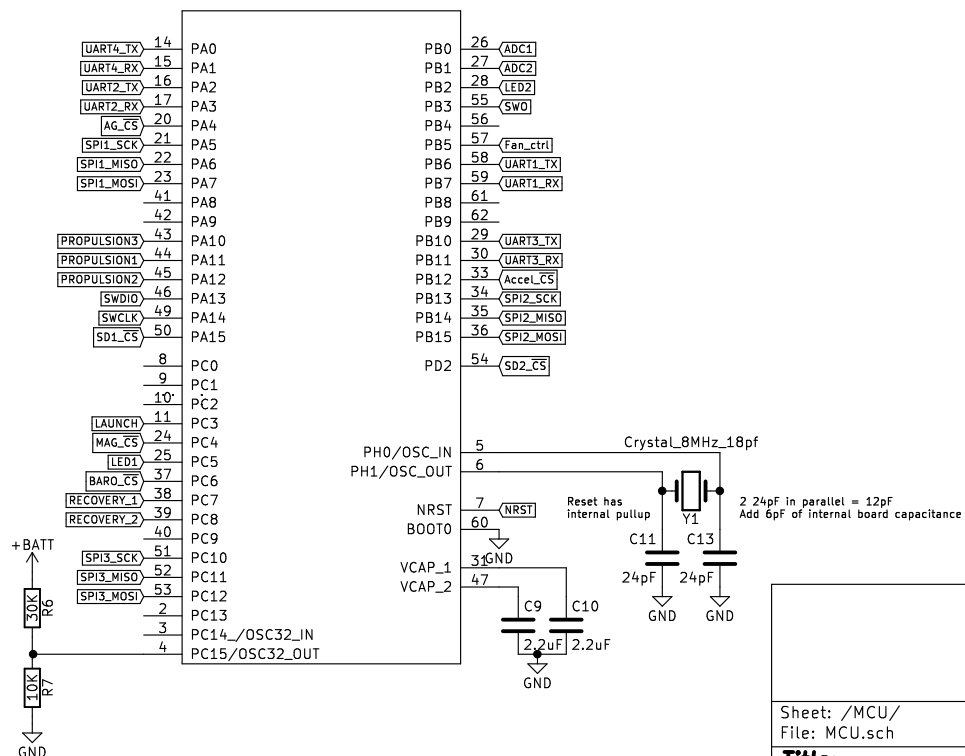 UART4_TX 14 PA0
UART4_RX 15 PA1
UART2_TX 16 PA2
UART2_RX 17 PA3
AG_CS 20 PA4
SPI1_SCK 21 PA5
SPI1_MISO 22 PA6
SPI1_MOSI 23 PA7
41 PA8
42 PA9
PROPULSION3 43 PA10
PROPULSION1 44 PA11
PROPULSION2 45 PA12
SWDIO 46 PA13
SWCLK 49 PA14
SD1_CS 50 PA15
8 PC0
9 PC1
10 PC2
LAUNCH 11 PC3
MAG_CS 24 PC4
LED1 25 PC5
BARO_CS 37 PC6
RECOVERY_1 38 PC7
RECOVERY_2 39 PC8
40 PC9
SPI3_SCK 51 PC10
SPI3_MISO 52 PC11
SPI3_MOSI 53 PC12
2 PC13
3 PC14_/OSC32_IN
4 PC15/OSC32_OUT
+BATT
30K R6
10K R7
GND
PB0 26 ADC1
PB1 27 ADC2
PB2 28 LED2
PB3 55 SWO
PB4 56
PB5 57 Fan_ctrl
PB6 58 UART1_TX
PB7 59 UART1_RX
PB8 61
PB9 62
PB10 29 UART3_TX
PB11 30 UART3_RX
PB12 33 Accel_CS
PB13 34 SPI2_SCK
PB14 35 SPI2_MISO
PB15 36 SPI2_MOSI
PD2 54 SD2_CS
PH0/OSC_IN 5
PH1/OSC_OUT 6
NRST 7 NRST
BOOT0 60
GND
VCAP_1 31
VCAP_2 47
C9 C10
2.2uF 2.2uF
GND
Crystal_8MHz_18pf
Y1
Reset has
internal pullup
2 24pF in parallel = 12pF
Add 6pF of internal board capacitance
C11 C13
24pF 24pF
GND GND
Sheet: /MCU/
File: MCU.sch